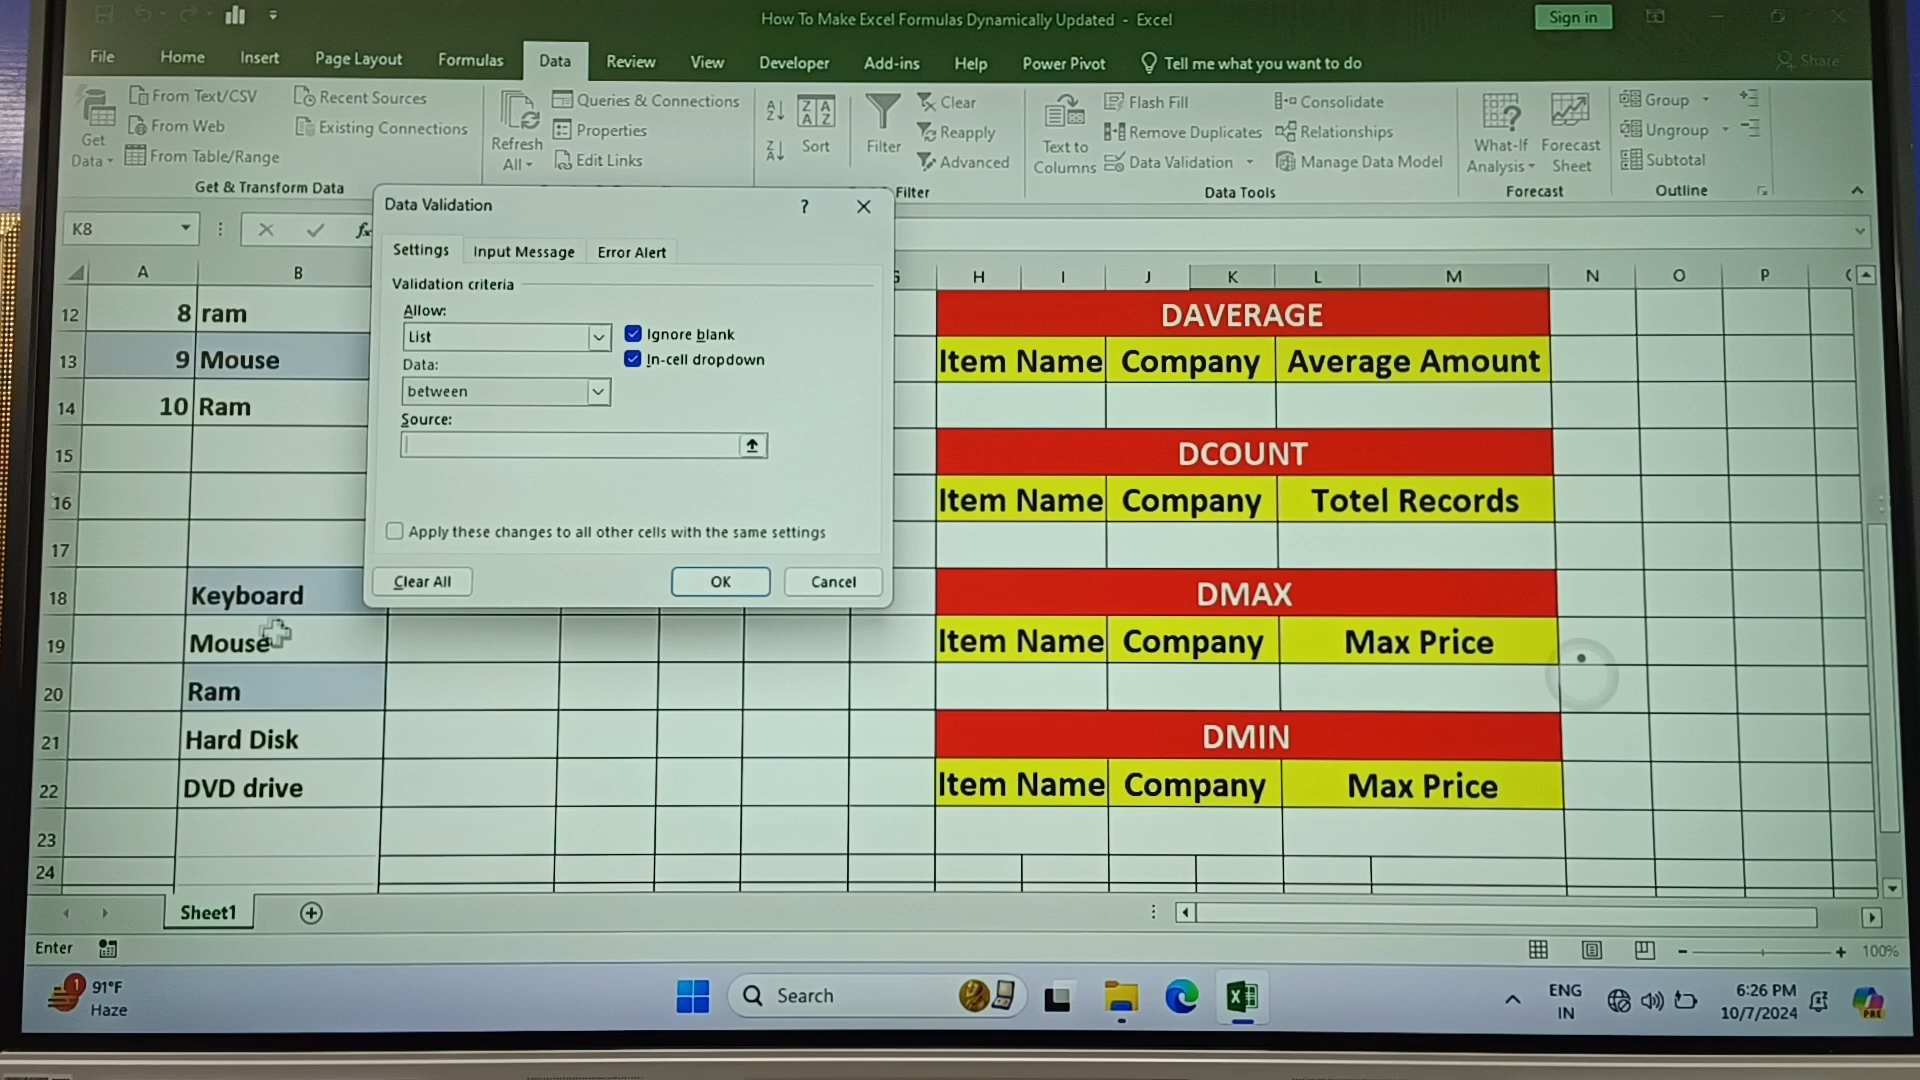 How To Make Excel Formulas Dynamically Updated - Excel
Sign in
File Home Insert Page Layout Formulas Data Review View Developer Add-ins Help Power Pivot Tell me what you want to do Share
Get Data
From Text/CSV
From Web
From Table/Range
Recent Sources
Existing Connections
Get & Transform Data
Refresh All
Queries & Connections
Properties
Edit Links
Sort
Filter
Clear
Reapply
Advanced
Filter
Text to Columns
Flash Fill
Remove Duplicates
Data Validation
Consolidate
Relationships
Manage Data Model
Data Tools
What-If Analysis
Forecast Sheet
Forecast
Group
Ungroup
Subtotal
Outline
K8
fx
Data Validation
?
Settings Input Message Error Alert
Validation criteria
Allow:
List
Ignore blank
In-cell dropdown
Data:
between
Source:
Apply these changes to all other cells with the same settings
Clear All OK Cancel
A B H I J K L M N O P
12 8 ram DAVERAGE
13 9 Mouse Item Name Company Average Amount
14 10 Ram
15 DCOUNT
16 Item Name Company Totel Records
17
18 Keyboard DMAX
19 Mouse Item Name Company Max Price
20 Ram
21 Hard Disk DMIN
22 DVD drive Item Name Company Max Price
23
24
Sheet1
Enter
100%
1
91°F
Haze
Search
ENG
IN
6:26 PM
10/7/2024
PRE